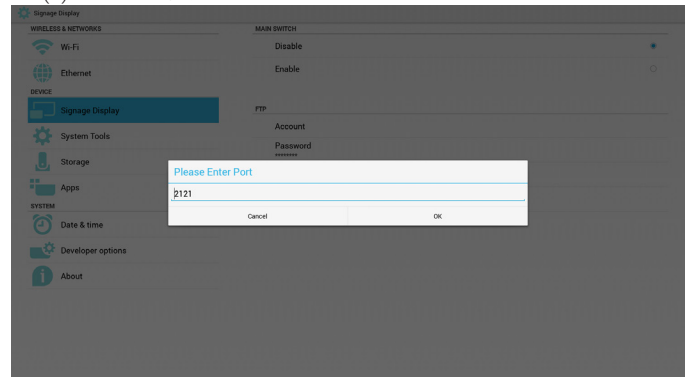 Signage Display
WIRELESS & NETWORKS
Wi-Fi
Ethernet
DEVICE
Signage Display
System Tools
Storage
Apps
SYSTEM
Date & time
Developer options
About
MAIN SWITCH
Disable
Enable
FTP
Account
Password
********
Please Enter Port
2121
Cancel
OK